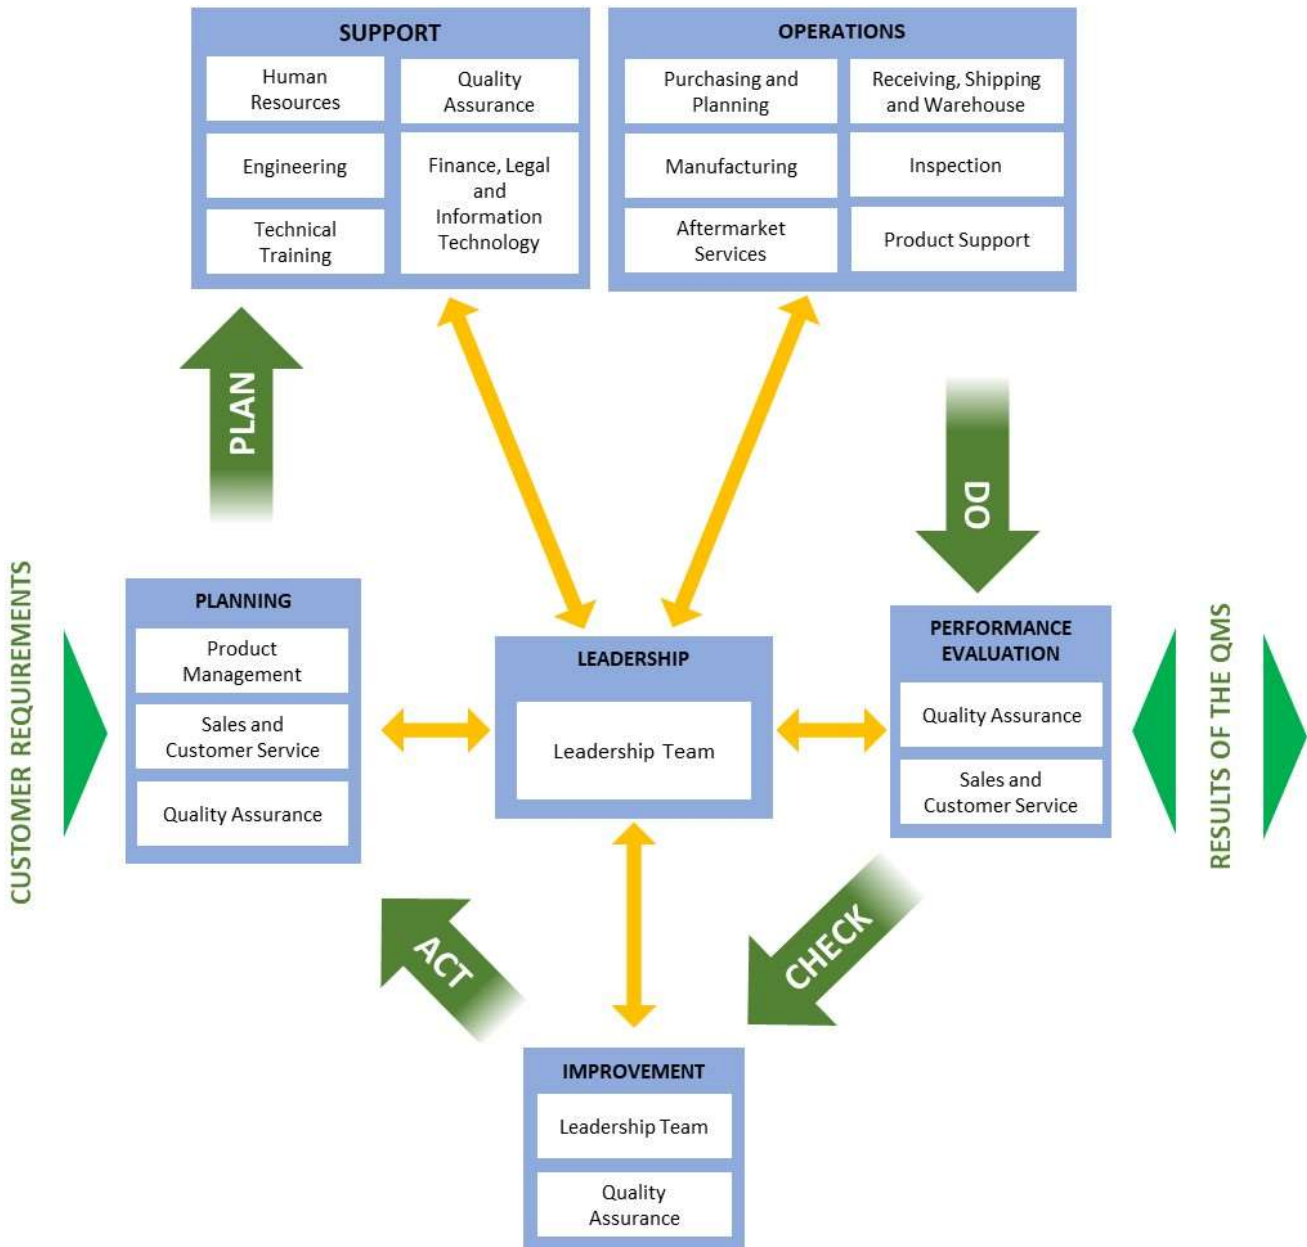 SUPPORT
Human
Resources
Quality
Assurance
Engineering
Finance, Legal
and
Information
Technology
Technical
Training
OPERATIONS
Purchasing and
Planning
Receiving, Shipping
and Warehouse
Manufacturing
Inspection
Aftermarket
Services
Product Support
PLAN
DO
CUSTOMER REQUIREMENTS
PLANNING
Product
Management
Sales and
Customer Service
Quality Assurance
LEADERSHIP
Leadership Team
PERFORMANCE
EVALUATION
Quality Assurance
Sales and
Customer Service
RESULTS OF THE QMS
ACT
CHECK
IMPROVEMENT
Leadership Team
Quality
Assurance